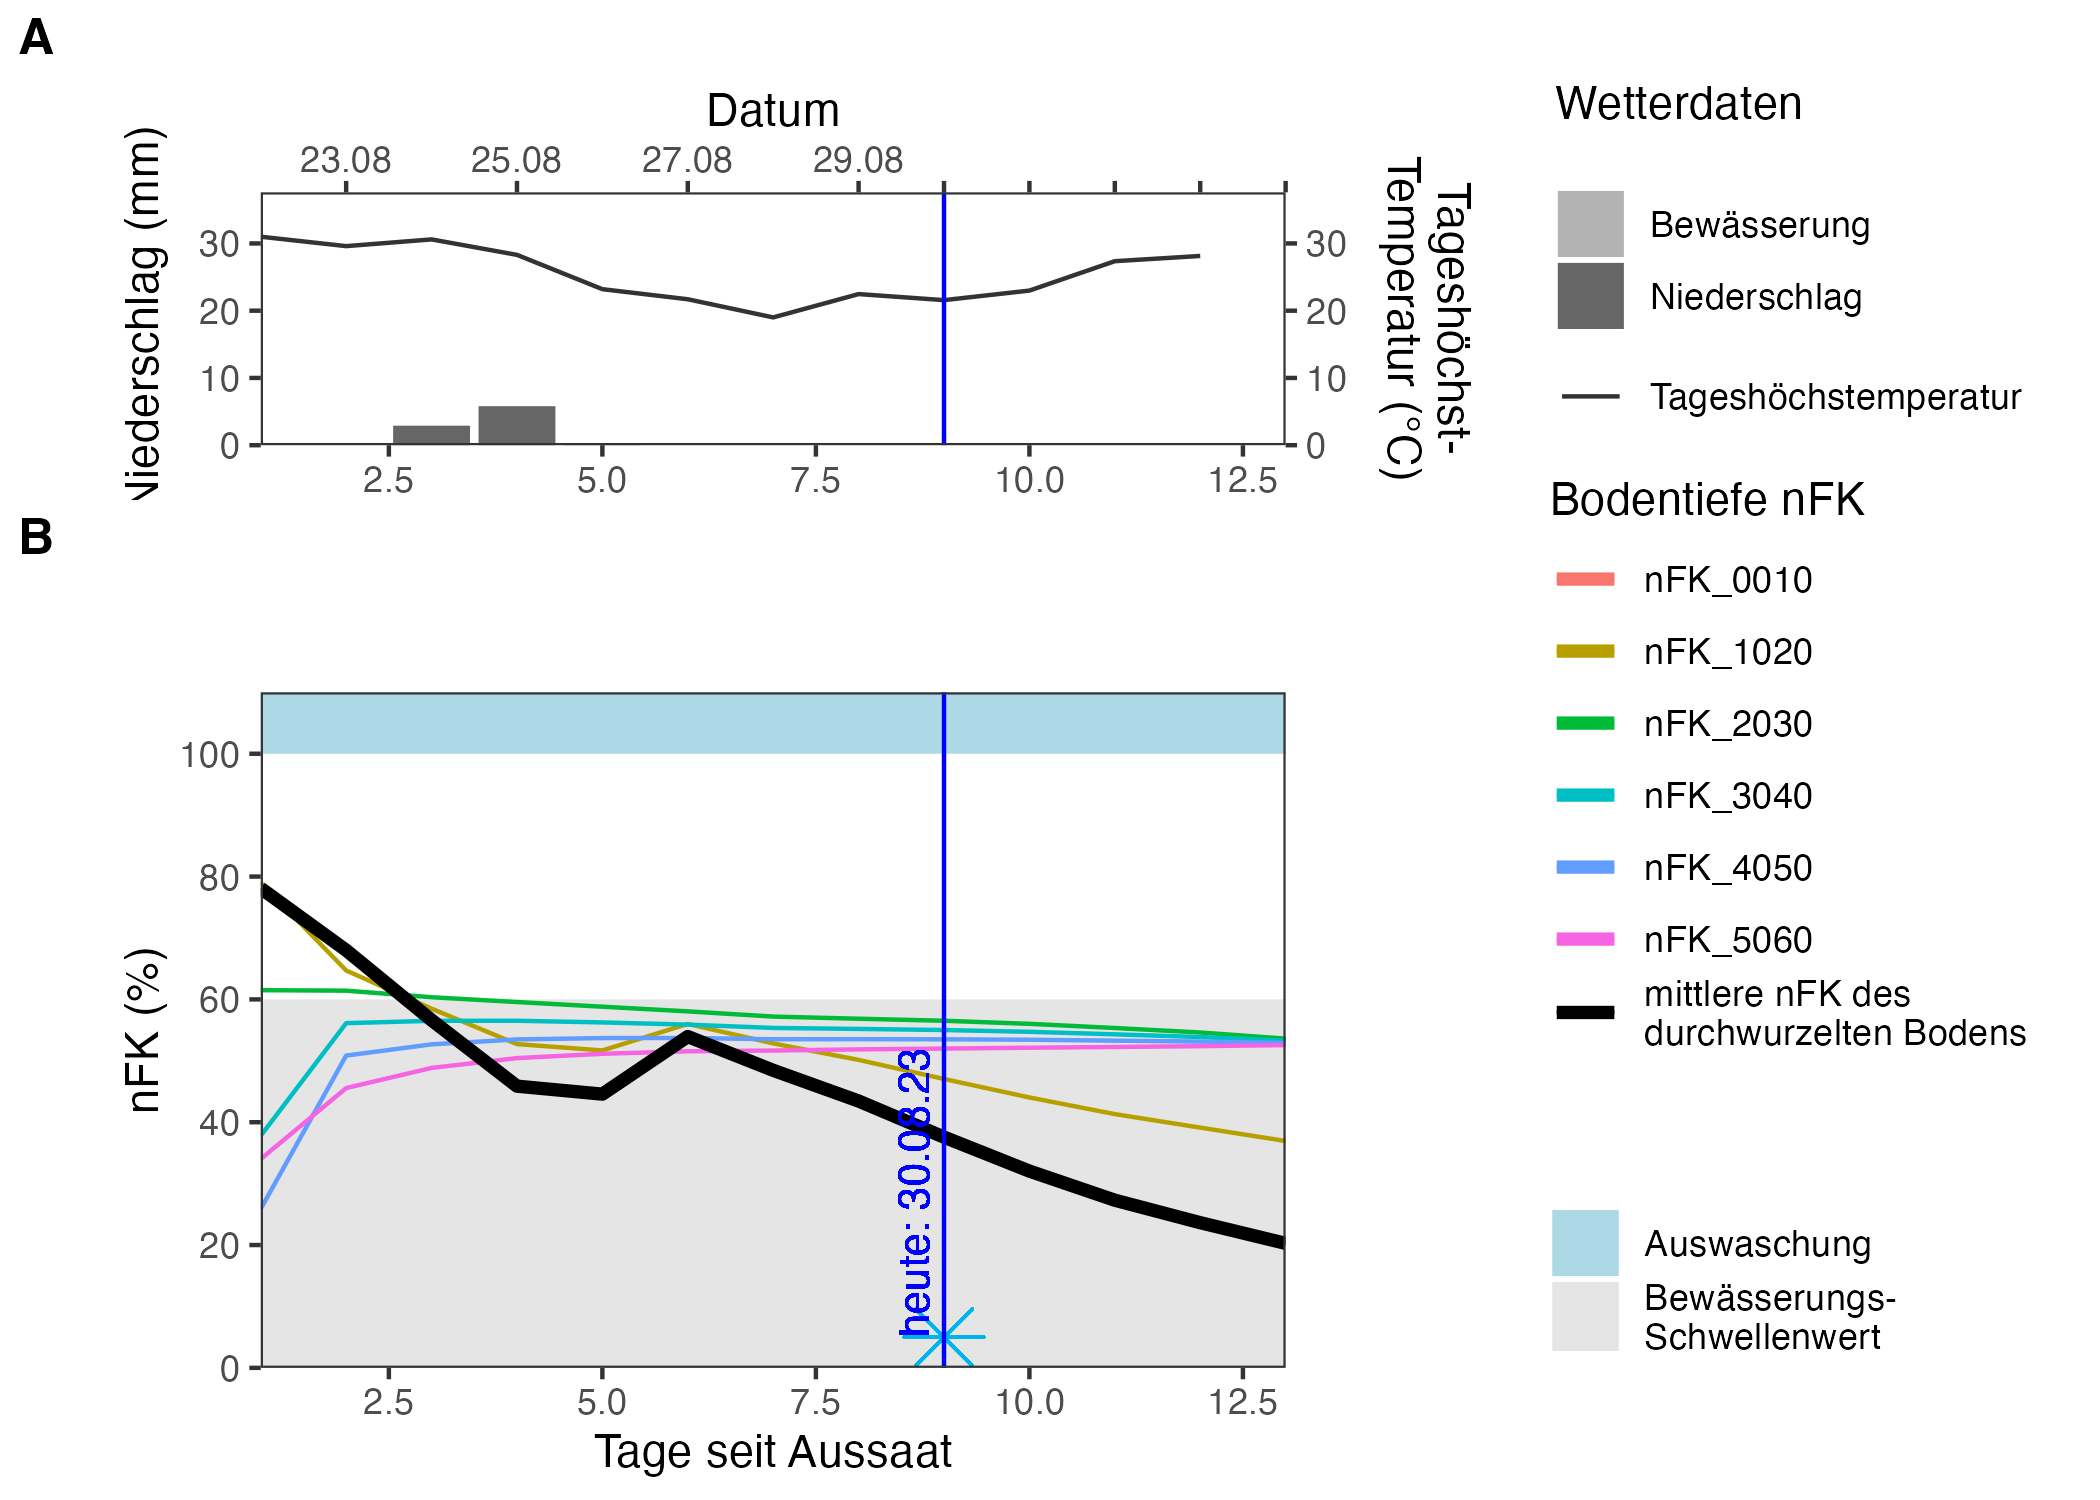 A
Datum
23.08 25.08 27.08 29.08
Niederschlag (mm)
30
20
10
0
30
20
10
0
Tageshöchst-
Temperatur (°C)
2.5 5.0 7.5 10.0 12.5
B
nFK (%)
100
80
60
40
20
0
heute: 30.08.23
2.5 5.0 7.5 10.0 12.5
Tage seit Aussaat
Wetterdaten
Bewässerung
Niederschlag
Tageshöchstemperatur
Bodentiefe nFK
nFK_0010
nFK_1020
nFK_2030
nFK_3040
nFK_4050
nFK_5060
mittlere nFK des
durchwurzelten Bodens
Auswaschung
Bewässerungs-
Schwellenwert